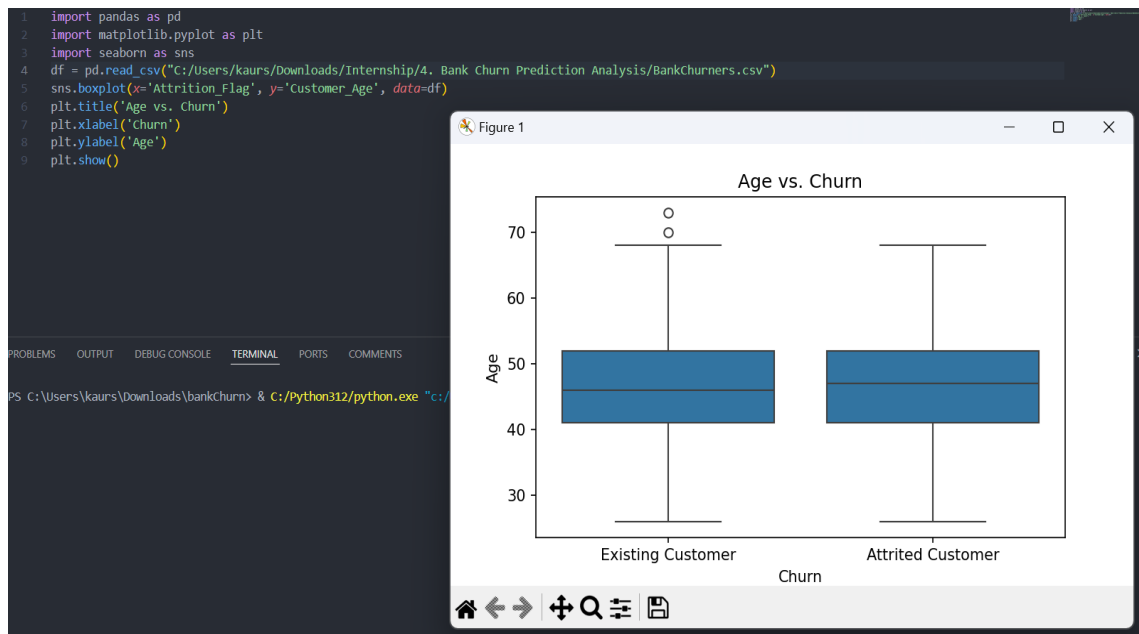 1 import pandas as pd
2 import matplotlib.pyplot as plt
3 import seaborn as sns
4 df = pd.read_csv("C:/Users/kaurs/Downloads/Internship/4. Bank Churn Prediction Analysis/BankChurners.csv")
5 sns.boxplot(x='Attrition_Flag', y='Customer_Age', data=df)
6 plt.title('Age vs. Churn')
7 plt.xlabel('Churn')
8 plt.ylabel('Age')
9 plt.show()
PROBLEMS OUTPUT DEBUG CONSOLE TERMINAL PORTS COMMENTS
PS C:\Users\kaurs\Downloads\bankChurn> & C:/Python312/python.exe "c:/
Figure 1
Age vs. Churn
70
60
50
40
30
Age
Existing Customer Attrited Customer
Churn